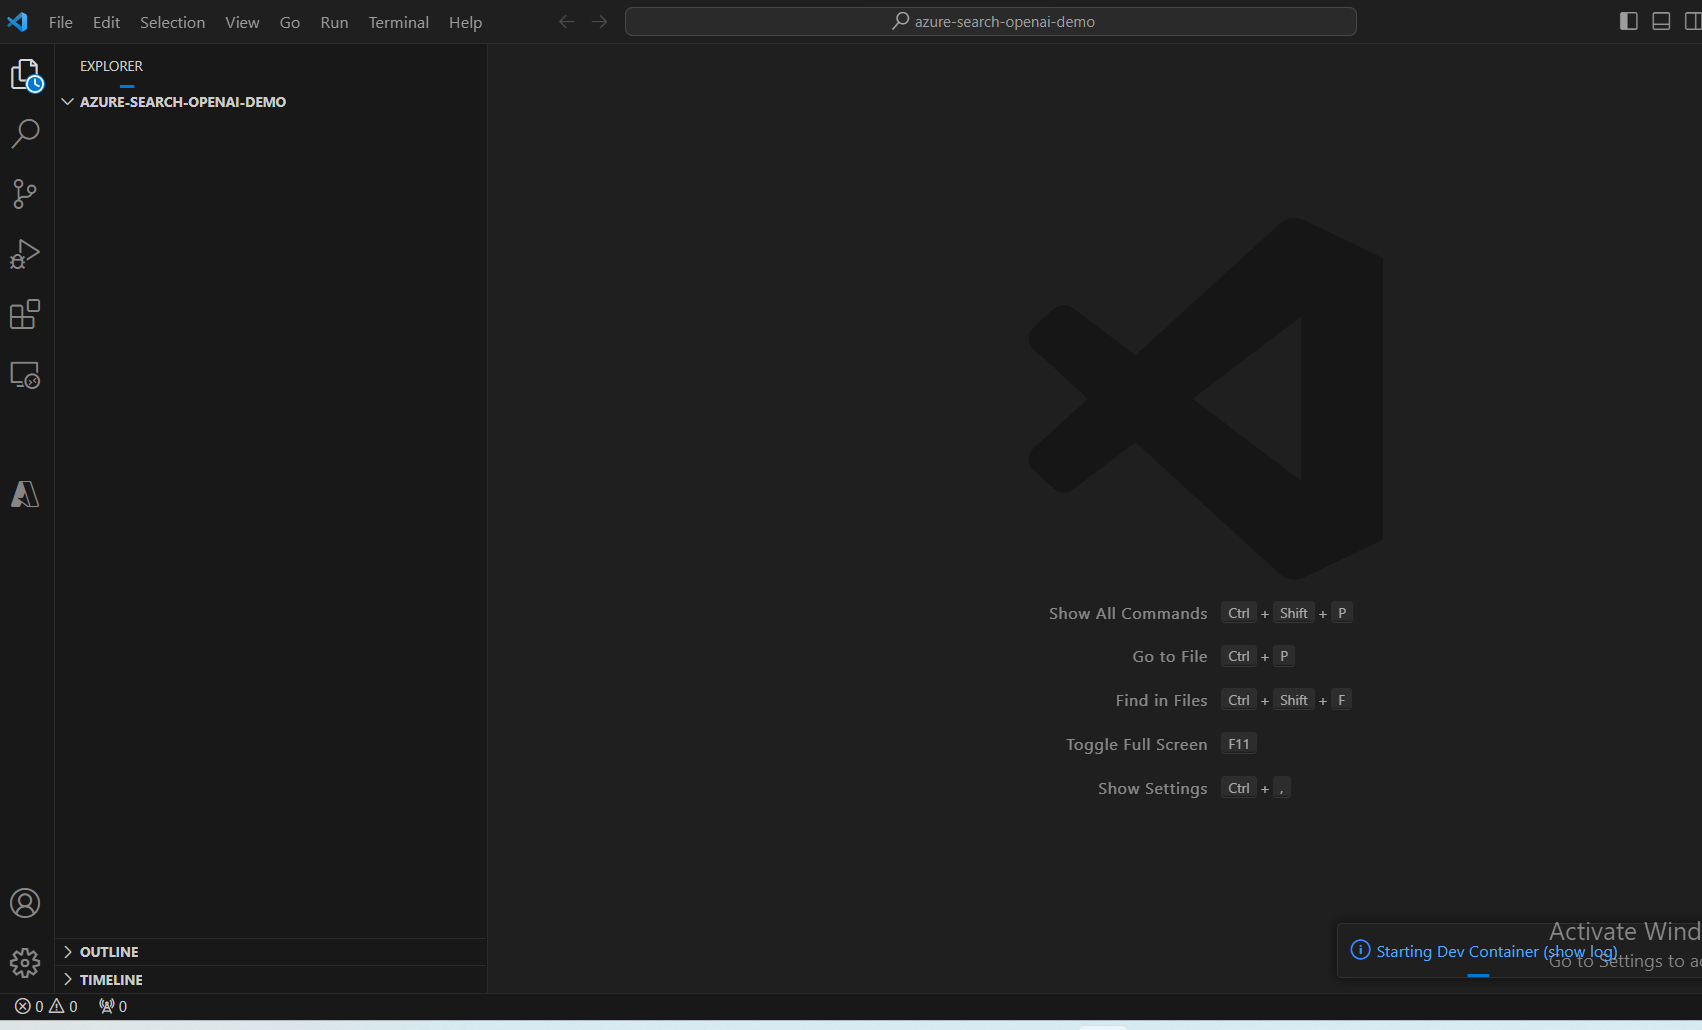 File Edit Selection View Go Run Terminal Help
azure-search-openai-demo
EXPLORER
AZURE-SEARCH-OPENAI-DEMO
Show All Commands Ctrl + Shift + P
Go to File Ctrl + P
Find in Files Ctrl + Shift + F
Toggle Full Screen F11
Show Settings Ctrl + ,
Activate Wind
Starting Dev Container (show log)
Go to Settings to a
OUTLINE
TIMELINE
0 0 0